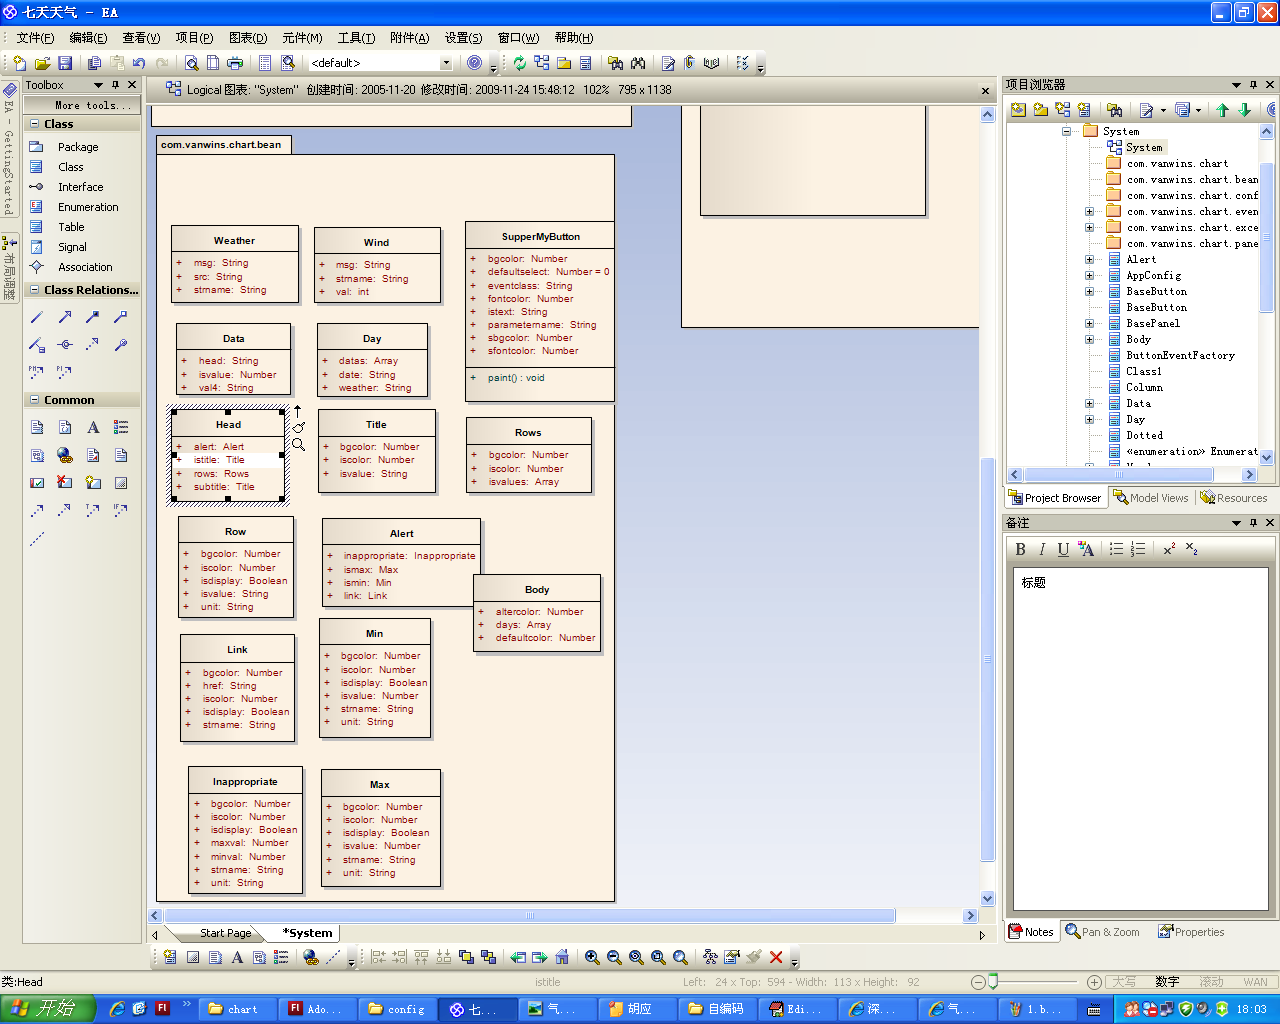 七天天气 - EA
文件(F) 编辑(E) 查看(V) 项目(P) 图表(D) 元件(M) 工具(T) 附件(A) 设置(S) 窗口(W) 帮助(H)
<default>
Toolbox
More tools...
Class
Package
Class
Interface
Enumeration
Table
Signal
Association
Class Relations...
Common
EA - GettingStarted
布局调整
Logical 图表: "System" 创建时间: 2005-11-20 修改时间: 2009-11-24 15:48:12 102% 795 x 1138
com.vanwins.chart.bean
Weather
+ msg: String
+ src: String
+ strname: String
Wind
+ msg: String
+ strname: String
+ val: int
SupperMyButton
+ bgcolor: Number
+ defaultselect: Number = 0
+ eventclass: String
+ fontcolor: Number
+ istext: String
+ parametername: String
+ sbgcolor: Number
+ sfontcolor: Number
+ paint() : void
Data
+ head: String
+ isvalue: Number
+ val4: String
Day
+ datas: Array
+ date: String
+ weather: String
Head
+ alert: Alert
+ istitle: Title
+ rows: Rows
+ subtitle: Title
Title
+ bgcolor: Number
+ iscolor: Number
+ isvalue: String
Rows
+ bgcolor: Number
+ iscolor: Number
+ isvalues: Array
Row
+ bgcolor: Number
+ iscolor: Number
+ isdisplay: Boolean
+ isvalue: String
+ unit: String
Alert
+ inappropriate: Inappropriate
+ ismax: Max
+ ismin: Min
+ link: Link
Body
+ altercolor: Number
+ days: Array
+ defaultcolor: Number
Link
+ bgcolor: Number
+ href: String
+ iscolor: Number
+ isdisplay: Boolean
+ strname: String
Min
+ bgcolor: Number
+ iscolor: Number
+ isdisplay: Boolean
+ isvalue: Number
+ strname: String
+ unit: String
Inappropriate
+ bgcolor: Number
+ iscolor: Number
+ isdisplay: Boolean
+ maxval: Number
+ minval: Number
+ strname: String
+ unit: String
Max
+ bgcolor: Number
+ iscolor: Number
+ isdisplay: Boolean
+ isvalue: Number
+ strname: String
+ unit: String
Start Page *System
项目浏览器
System
System
com.vanwins.chart
com.vanwins.chart.bean
com.vanwins.chart.conf
com.vanwins.chart.even
com.vanwins.chart.exce
com.vanwins.chart.pane
Alert
AppConfig
BaseButton
BaseButton
BasePanel
Body
ButtonEventFactory
Class1
Column
Data
Day
Dotted
«enumeration» Enumerat
Project Browser Model Views Resources
备注
B I U A x² x₂
标题
Notes Pan & Zoom Properties
类:Head istitle Left: 24 x Top: 594 - Width: 113 x Height: 92 大写 数字 滚动 WAN
开始 chart Ado... config 七... 气... 胡应 自编码 Edi... 深... 气... 1.b... 18:03